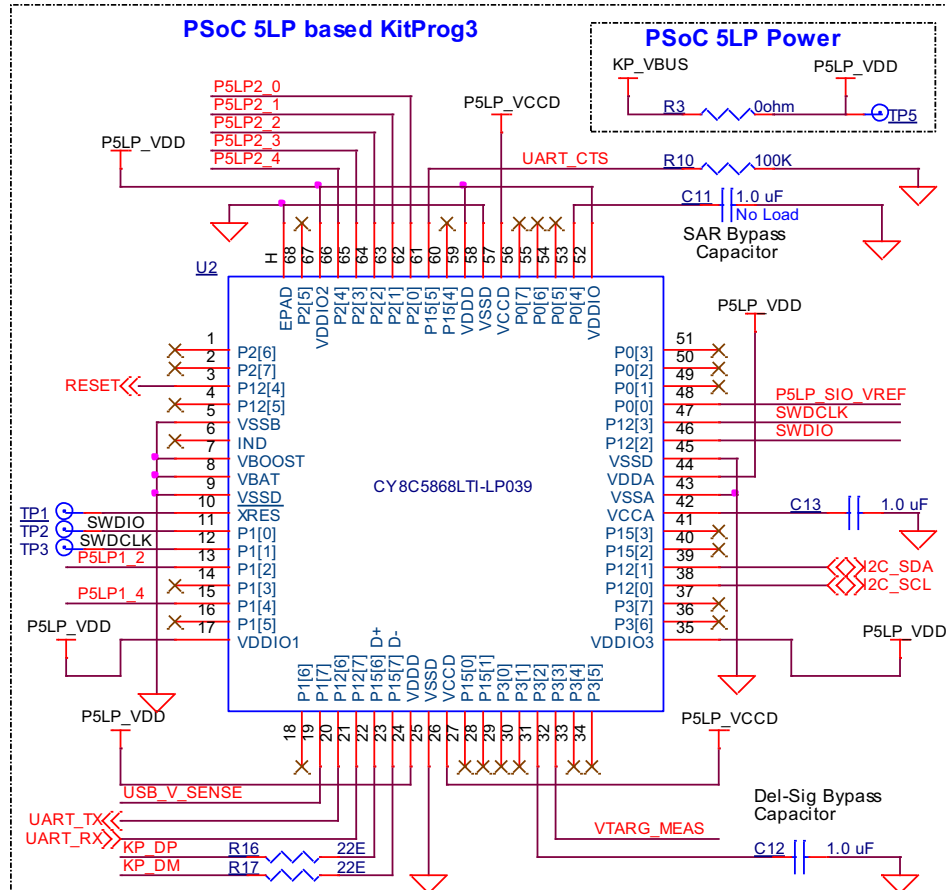 PSoC 5LP based KitProg3
PSoC 5LP Power
KP_VBUS
P5LP_VDD
R3
0ohm
TP5
P5LP2_0
P5LP2_1
P5LP2_2
P5LP2_3
P5LP2_4
P5LP_VDD
P5LP_VCCD
UART_CTS
R10
100K
C11
1.0 uF
No Load
SAR Bypass
Capacitor
U2
H
68
67
66
65
64
63
62
61
60
59
58
57
56
55
54
53
52
EPAD
P2[5]
VDDIO2
P2[4]
P2[3]
P2[2]
P2[1]
P2[0]
P15[5]
P15[4]
VDDD
VSSD
VCCD
P0[7]
P0[6]
P0[5]
P0[4]
VDDIO
1 P2[6]
2 P2[7]
RESET 3 P12[4]
4 P12[5]
5 VSSB
6 IND
7 VBOOST
8 VBAT
9 VSSD
TP1 10 XRES
TP2 SWDIO 11 P1[0]
TP3 SWDCLK 12 P1[1]
P5LP1_2 13 P1[2]
14 P1[3]
P5LP1_4 15 P1[4]
16 P1[5]
P5LP_VDD 17 VDDIO1
CY8C5868LTI-LP039
P5LP_VDD
P0[3] 51
P0[2] 50
P0[1] 49
P0[0] 48 P5LP_SIO_VREF
P12[3] 47 SWDCLK
P12[2] 46 SWDIO
VSSD 45
VDDA 44
VSSA 43
VCCA 42 C13 1.0 uF
P15[3] 41
P15[2] 40
P12[1] 39 I2C_SDA
P12[0] 38 I2C_SCL
P3[7] 37
P3[6] 36
VDDIO3 35 P5LP_VDD
P1[6]
P1[7]
P12[6]
P12[7]
P15[6] D+
P15[7] D-
VDDD
VSSD
VCCD
P15[0]
P15[1]
P3[0]
P3[1]
P3[2]
P3[3]
P3[4]
P3[5]
18
19
20
21
22
23
24
25
26
27
28
29
30
31
32
33
34
P5LP_VDD
P5LP_VCCD
USB_V_SENSE
UART_TX
UART_RX
KP_DP
R16
22E
KP_DM
R17
22E
VTARG_MEAS
Del-Sig Bypass
Capacitor
C12
1.0 uF